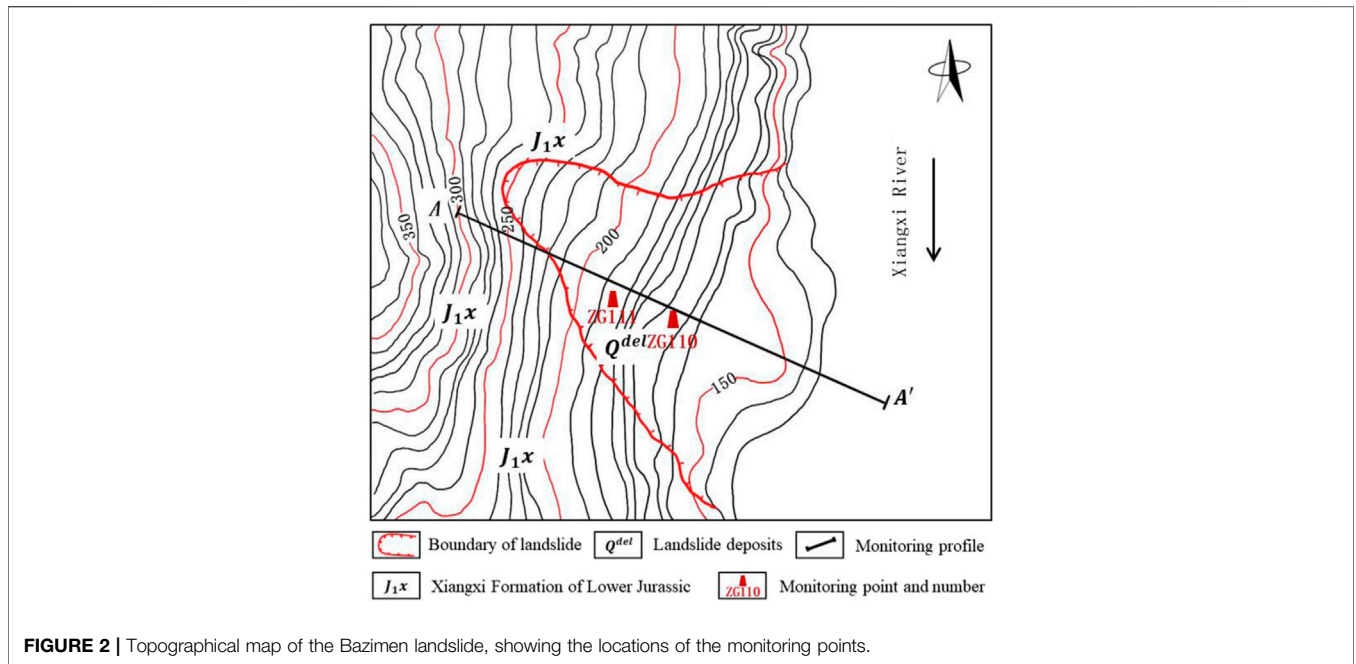 J₁x
300
A
350
250
200
Xiangxi River
J₁x
ZG111
Q^del ZG110
150
A'
J₁x
Boundary of landslide
Q^del Landslide deposits
Monitoring profile
J₁x Xiangxi Formation of Lower Jurassic
ZG110 Monitoring point and number
FIGURE 2 | Topographical map of the Bazimen landslide, showing the locations of the monitoring points.